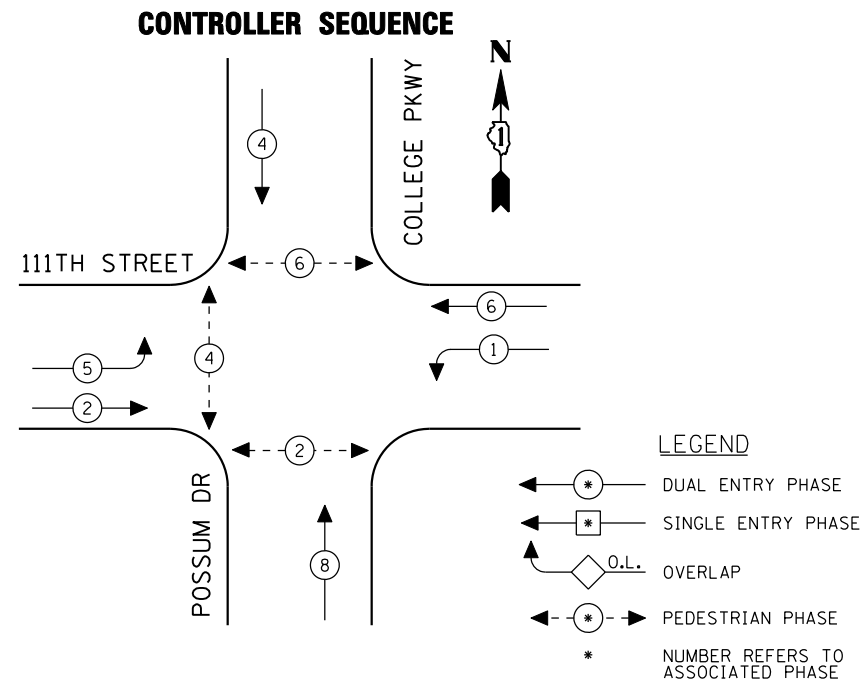 CONTROLLER SEQUENCE
N
COLLEGE PKWY
1
4
111TH STREET
6
6
4
1
5
2
2
POSSUM DR
8
LEGEND
* DUAL ENTRY PHASE
* SINGLE ENTRY PHASE
O.L. OVERLAP
* PEDESTRIAN PHASE
* NUMBER REFERS TO
ASSOCIATED PHASE